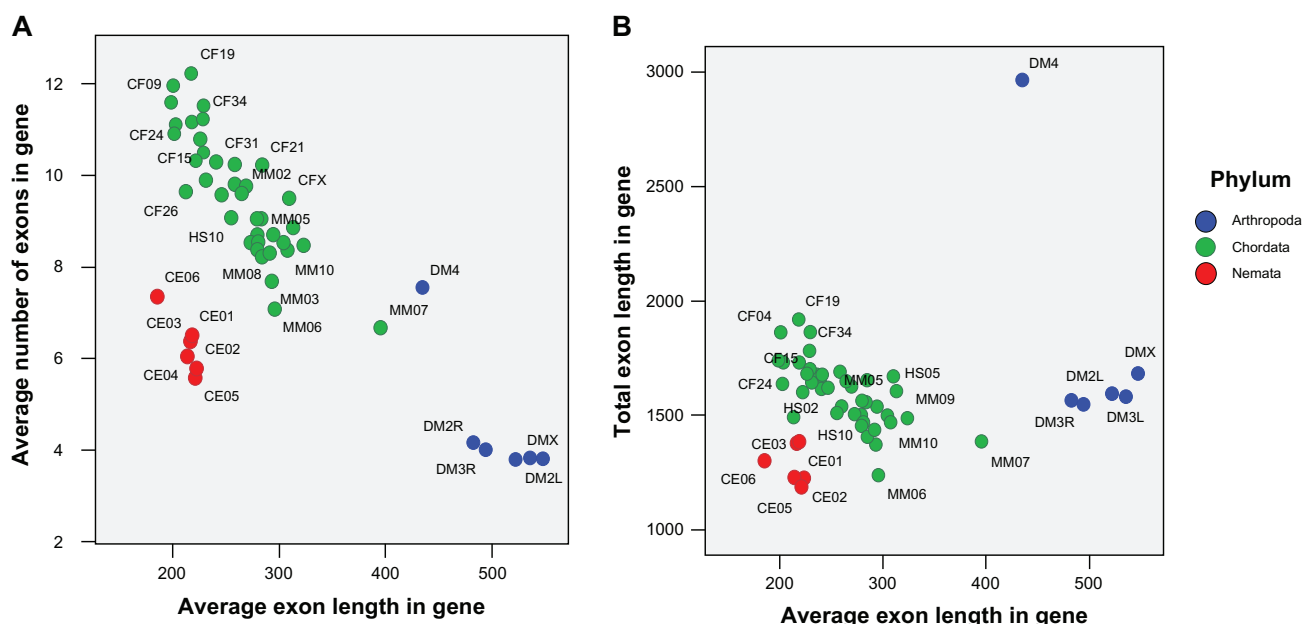 A
B
CF19
CF09
CF34
CF24
CF31
CF21
CF15
MM02
CFX
CF26
MM05
HS10
MM08
MM10
CE06
DM4
MM03
MM07
CE03
CE01
MM06
CE02
CE04
CE05
DM2R
DMX
DM3R
DM2L
12
10
8
6
4
2
200
300
400
500
Average number of exons in gene
Average exon length in gene
DM4
CF19
CF04
CF34
CF15
DMX
MM05
HS05
DM2L
CF24
MM09
HS02
DM3R
DM3L
HS10
MM10
CE03
CE01
MM07
CE06
CE02
MM06
CE05
3000
2500
2000
1500
1000
200
300
400
500
Total exon length in gene
Average exon length in gene
Phylum
Arthropoda
Chordata
Nemata